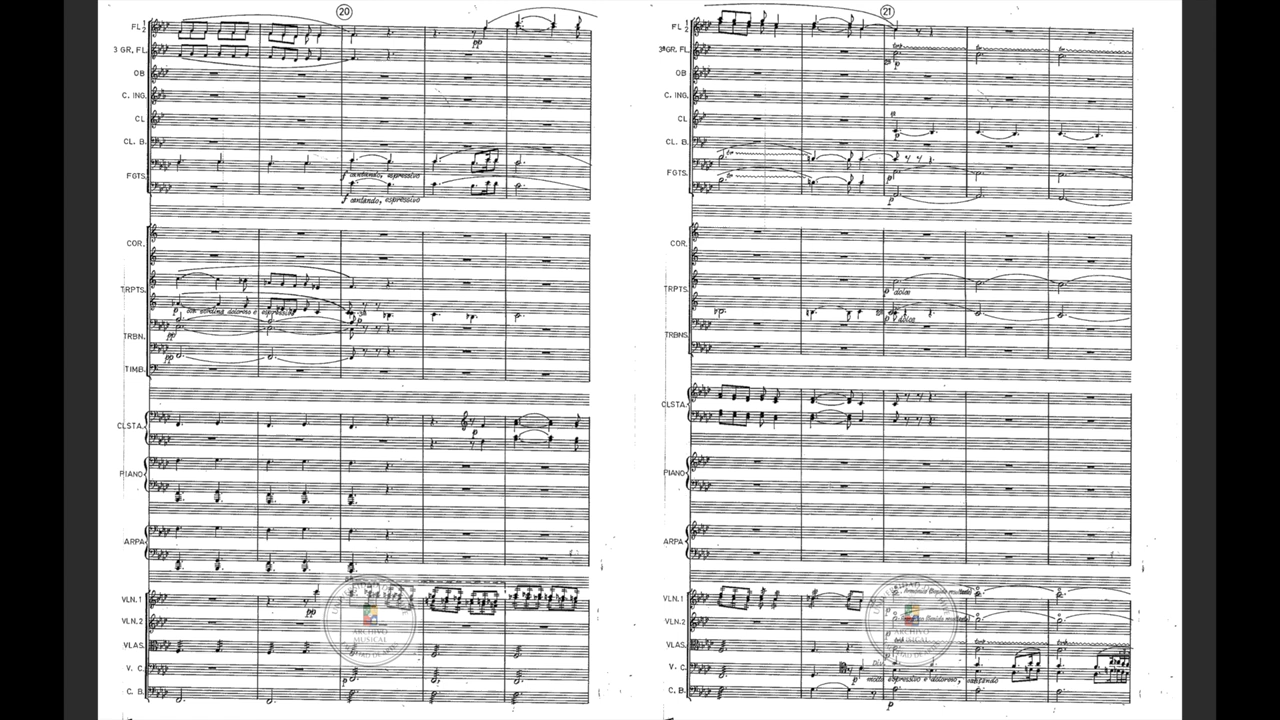 20
FL 1 2
pp
3 GR. FL.
OB
C. ING.
CL
CL. B.
f cantando, espressivo
FGTS.
f cantando, espressivo
COR.
TRPTS.
p con sordina doloroso e espressivo
p
TRBN.
pp
pp
TIMB.
CLSTA.
p
PIANO
ARPA
VLN. 1
pp
VLN. 2
ARCHIVO
MUSICAL
VLAS.
V. C.
p
C. B.
21
FL 1 2
3º GR. FL.
p
OB
C. ING.
CL
CL. B.
FGTS.
p
p
COR.
TRPTS.
p dolce
p dolce
TRBNS.
CLSTA.
PIANO
ARPA
VLN. 1
VLN. 2
ARCHIVO
MUSICAL
VLAS.
V. C.
Div.
p molto espressivo e doloroso, cantando
C. B.
p